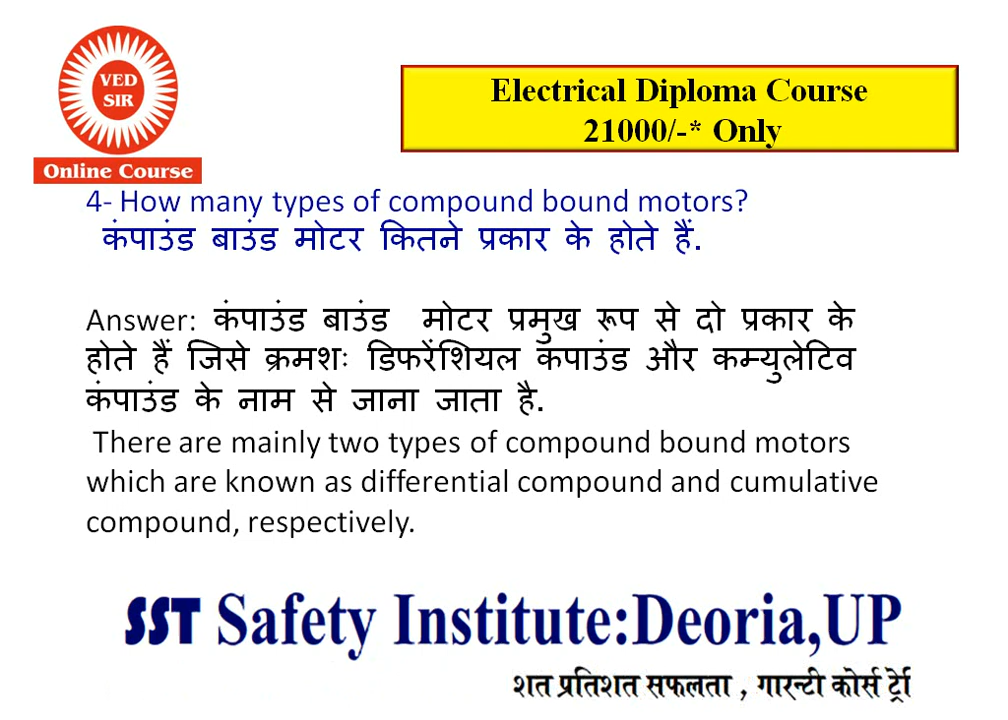 VED
SIR
Online Course
Electrical Diploma Course
21000/-* Only
4- How many types of compound bound motors?
कंपाउंड बाउंड मोटर कितने प्रकार के होते हैं.
Answer: कंपाउंड बाउंड मोटर प्रमुख रूप से दो प्रकार के
होते हैं जिसे क्रमशः डिफरेंशियल कंपाउंड और कम्युलेटिव
कंपाउंड के नाम से जाना जाता है.
There are mainly two types of compound bound motors
which are known as differential compound and cumulative
compound, respectively.
SST Safety Institute:Deoria,UP
शत प्रतिशत सफलता , गारन्टी कोर्स